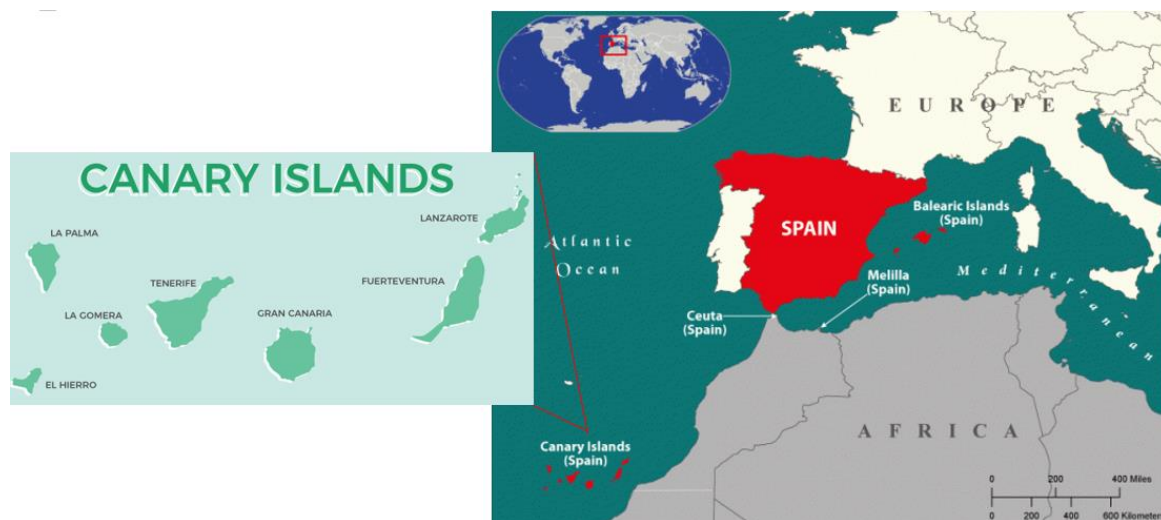 CANARY ISLANDS
LA PALMA
LANZAROTE
TENERIFE
FUERTEVENTURA
LA GOMERA
GRAN CANARIA
EL HIERRO
EUROPE
SPAIN
Balearic Islands
(Spain)
Atlantic
Ocean
Mediterranean
Melilla
(Spain)
Ceuta
(Spain)
AFRICA
Canary Islands
(Spain)
0 200 400 Miles
0 200 400 600 Kilometer